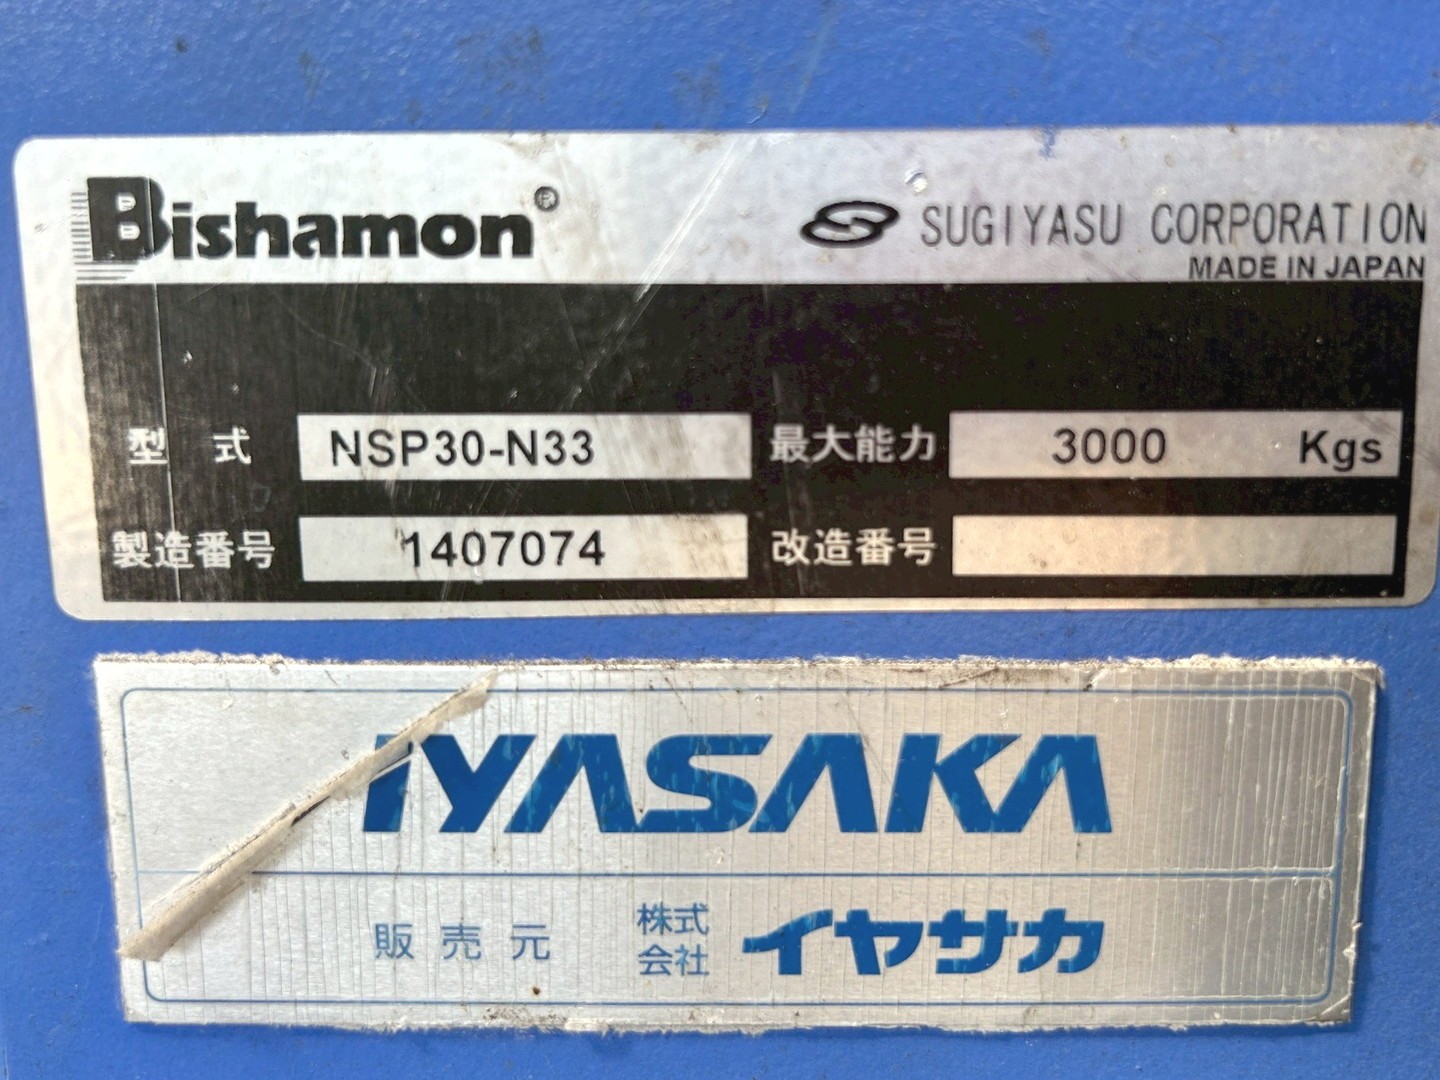 Bishamon®
SUGIYASU CORPORATION
MADE IN JAPAN
型式 NSP30-N33 最大能力 3000 Kgs
製造番号 1407074 改造番号
IYASAKA
販売元 株式会社 イヤサカ